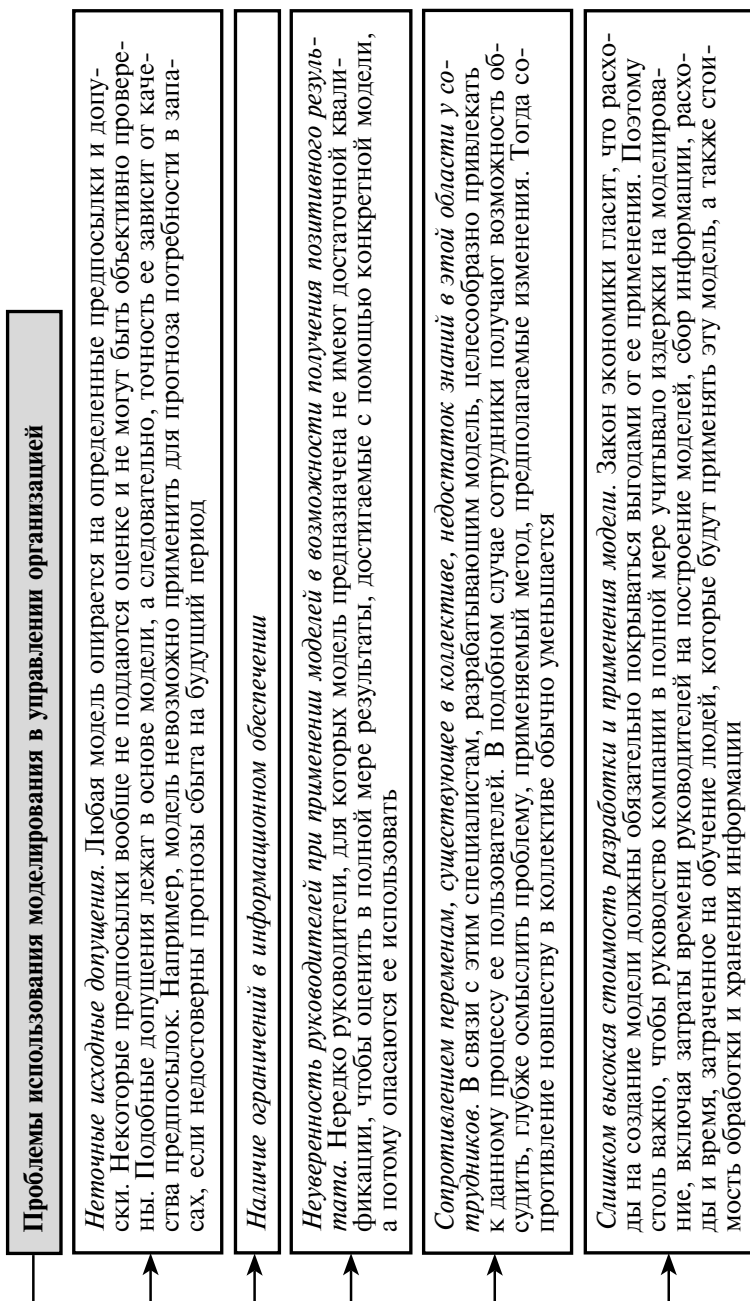 Проблемы использования моделирования в управлении организацией
Неточные исходные допущения. Любая модель опирается на определенные предпосылки и допу-
ски. Некоторые предпосылки вообще не поддаются оценке и не могут быть объективно провере-
ны. Подобные допущения лежат в основе модели, а следовательно, точность ее зависит от каче-
ства предпосылок. Например, модель невозможно применить для прогноза потребности в запа-
сах, если недостоверны прогнозы сбыта на будущий период
Наличие ограничений в информационном обеспечении
Неуверенность руководителей при применении моделей в возможности получения позитивного резуль-
тата. Нередко руководители, для которых модель предназначена не имеют достаточной квали-
фикации, чтобы оценить в полной мере результаты, достигаемые с помощью конкретной модели,
а потому опасаются ее использовать
Сопротивлением переменам, существующее в коллективе, недостаток знаний в этой области у со-
трудников. В связи с этим специалистам, разрабатывающим модель, целесообразно привлекать
к данному процессу ее пользователей. В подобном случае сотрудники получают возможность об-
судить, глубже осмыслить проблему, применяемый метод, предполагаемые изменения. Тогда со-
противление новшеству в коллективе обычно уменьшается
Слишком высокая стоимость разработки и применения модели. Закон экономики гласит, что расхо-
ды на создание модели должны обязательно покрываться выгодами от ее применения. Поэтому
столь важно, чтобы руководство компании в полной мере учитывало издержки на моделирова-
ние, включая затраты времени руководителей на построение моделей, сбор информации, расхо-
ды и время, затраченное на обучение людей, которые будут применять эту модель, а также стои-
мость обработки и хранения информации